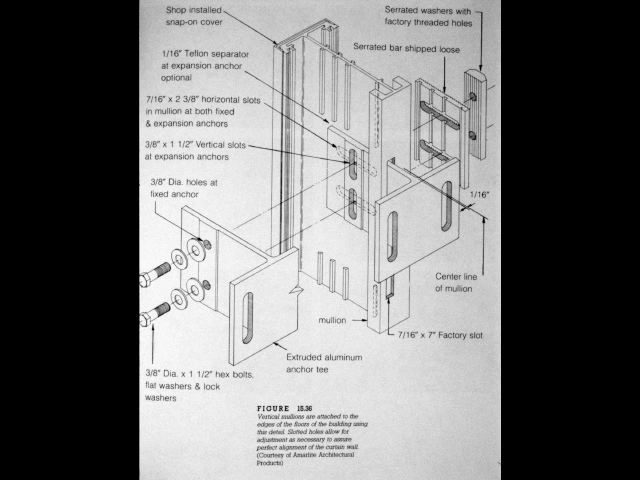 Shop installed
snap-on cover
Serrated washers with
factory threaded holes
Serrated bar shipped loose
1/16" Teflon separator
at expansion anchor
optional
7/16" x 2 3/8" horizontal slots
in mullion at both fixed
& expansion anchors
3/8" x 1 1/2" Vertical slots
at expansion anchors
3/8" Dia. holes at
fixed anchor
1/16"
Center line
of mullion
mullion
7/16" x 7" Factory slot
Extruded aluminum
anchor tee
3/8" Dia. x 1 1/2" hex bolts,
flat washers & lock
washers
FIGURE 15.36
Vertical mullions are attached to the
edges of the floors of the building using
this detail. Slotted holes allow for
adjustment as necessary to assure
perfect alignment of the curtain wall.
(Courtesy of Amarlite Architectural
Products)